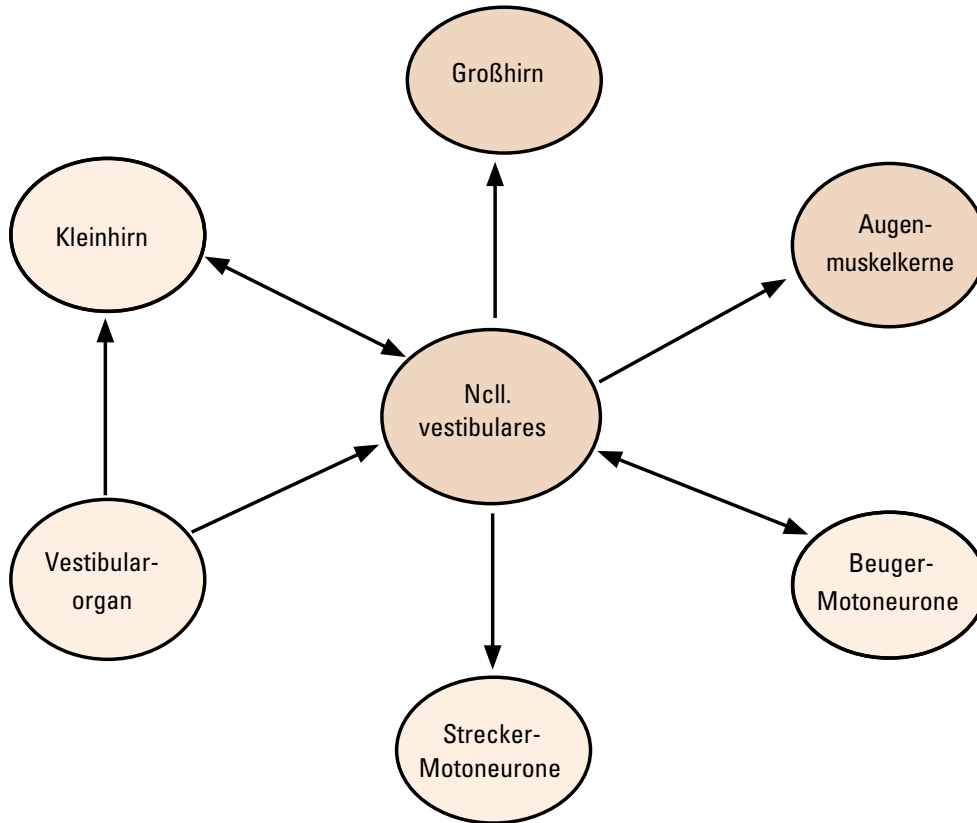 Großhirn
Kleinhirn
Augen-
muskelkerne
Ncll.
vestibulares
Vestibular-
organ
Beuger-
Motoneurone
Strecker-
Motoneurone